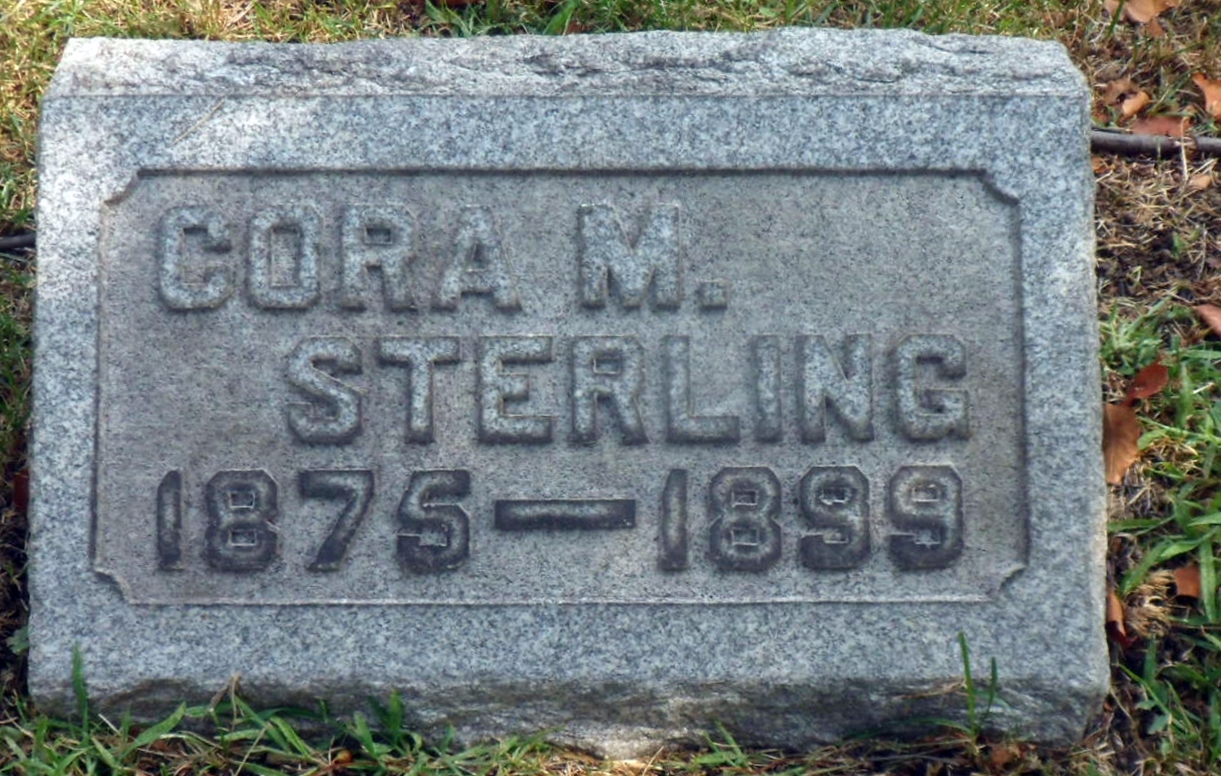 CORA M.
STERLING
1875—1899